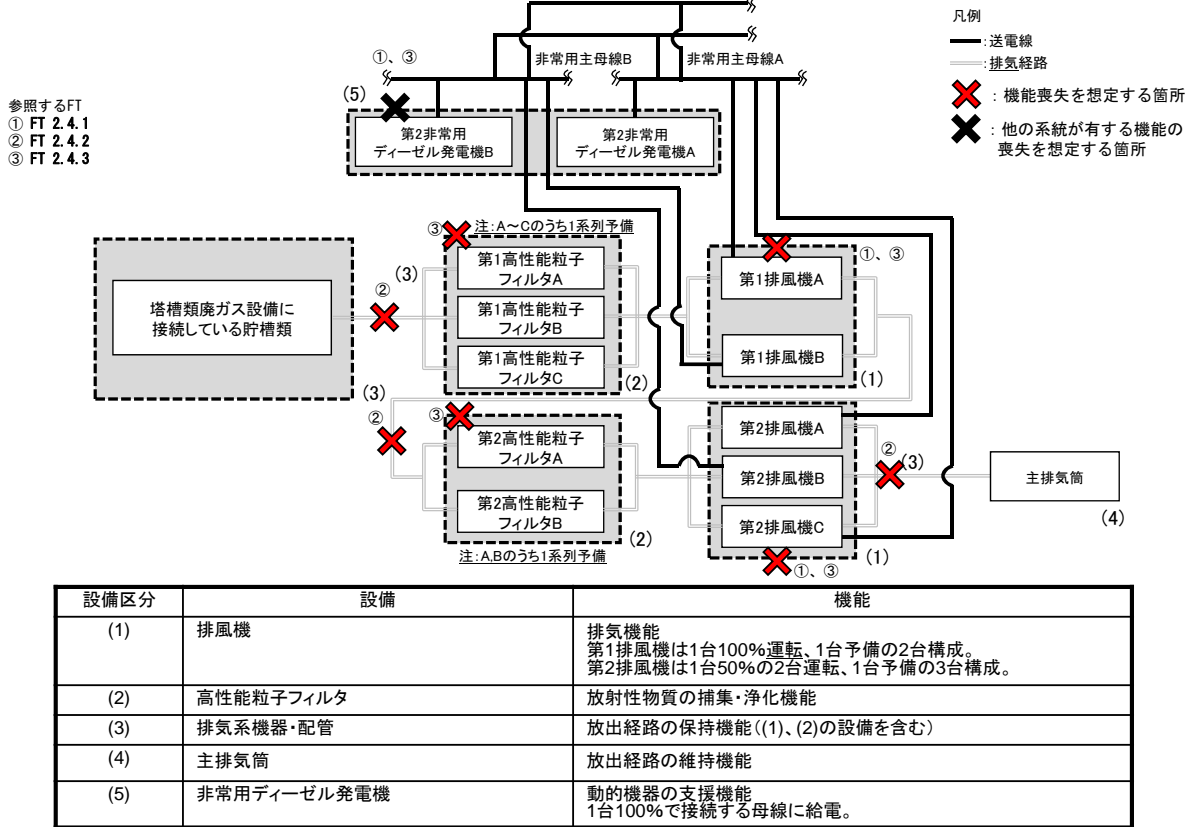 凡例
:送電線
:排気経路
:機能喪失を想定する箇所
:他の系統が有する機能の
喪失を想定する箇所
参照するFT
① FT 2.4.1
② FT 2.4.2
③ FT 2.4.3
①、③
非常用主母線B
非常用主母線A
(5)
第2非常用
ディーゼル発電機B
第2非常用
ディーゼル発電機A
③
注:A~Cのうち1系列予備
①、③
塔槽類廃ガス設備に
接続している貯槽類
②
(3)
第1高性能粒子
フィルタA
第1高性能粒子
フィルタB
第1高性能粒子
フィルタC
(2)
第1排風機A
第1排風機B
(1)
(3)
②
③
第2高性能粒子
フィルタA
第2高性能粒子
フィルタB
(2)
注:A,Bのうち1系列予備
第2排風機A
第2排風機B
第2排風機C
(1)
①、③
②
(3)
主排気筒
(4)
設備区分 設備 機能
(1) 排風機 排気機能
第1排風機は1台100%運転、1台予備の2台構成。
第2排風機は1台50%の2台運転、1台予備の3台構成。
(2) 高性能粒子フィルタ 放射性物質の捕集・浄化機能
(3) 排気系機器・配管 放出経路の保持機能((1)、(2)の設備を含む)
(4) 主排気筒 放出経路の維持機能
(5) 非常用ディーゼル発電機 動的機器の支援機能
1台100%で接続する母線に給電。